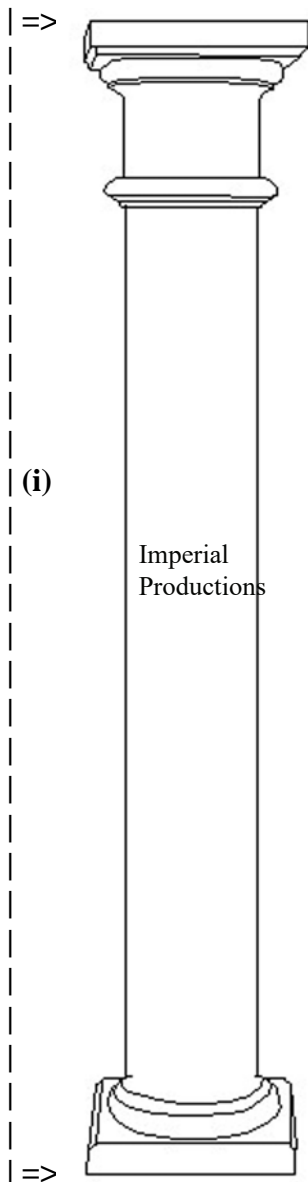 =>
(i)
Imperial
Productions
=>